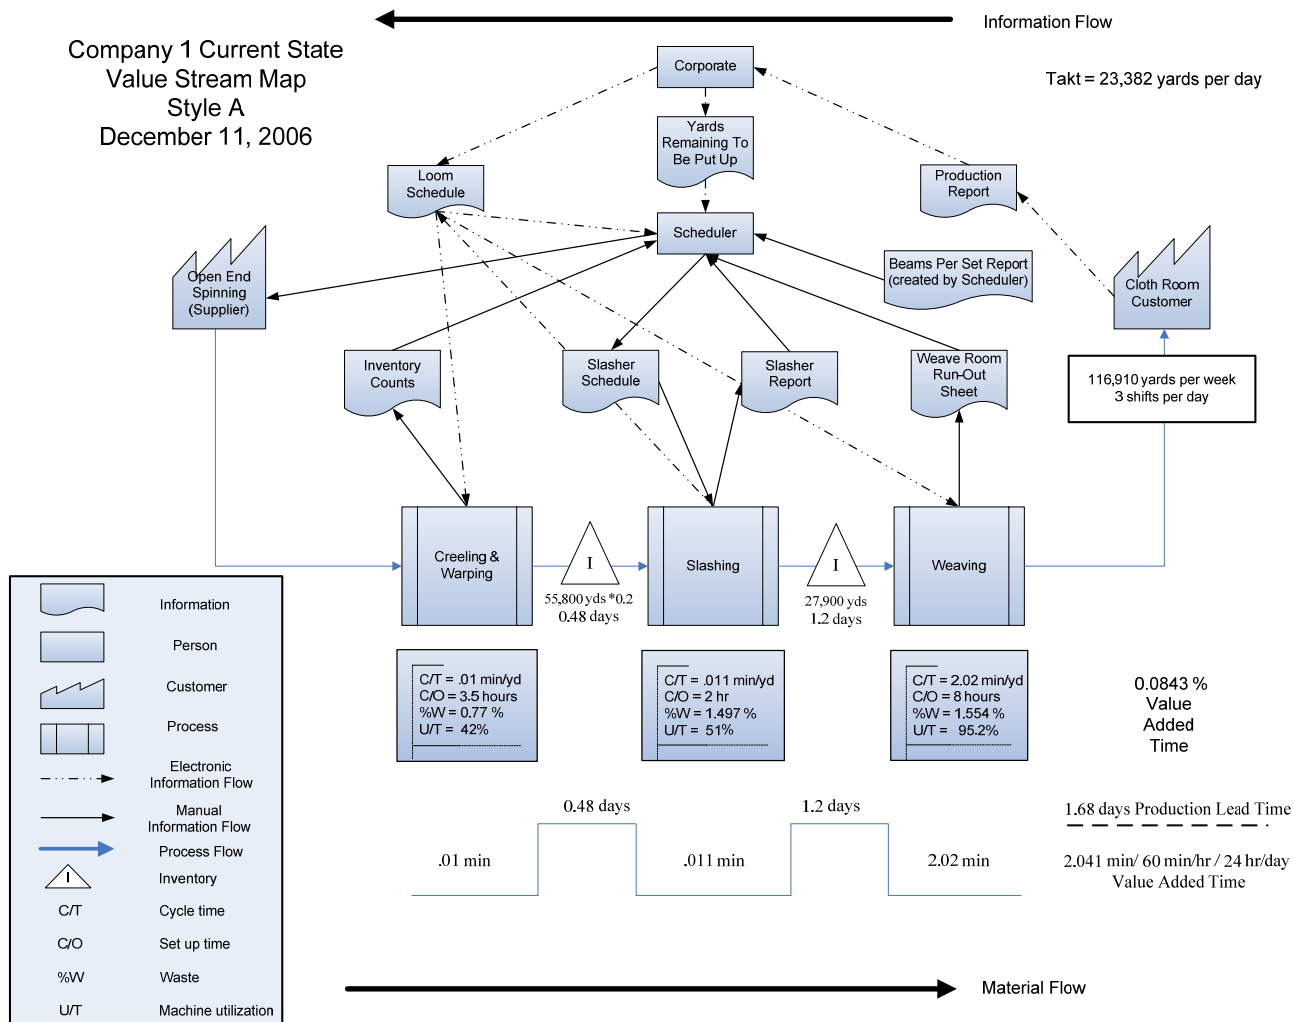 Information Flow
Company 1 Current State
Value Stream Map
Style A
December 11, 2006
Takt = 23,382 yards per day
Corporate
Yards
Remaining To
Be Put Up
Loom
Schedule
Production
Report
Scheduler
Beams Per Set Report
(created by Scheduler)
Open End
Spinning
(Supplier)
Cloth Room
Customer
Inventory
Counts
Slasher
Schedule
Slasher
Report
Weave Room
Run-Out
Sheet
116,910 yards per week
3 shifts per day
Creeling &
Warping
I
55,800 yds *0.2
0.48 days
Slashing
I
27,900 yds
1.2 days
Weaving
C/T = .01 min/yd
C/O = 3.5 hours
%W = 0.77 %
U/T = 42%
C/T = .011 min/yd
C/O = 2 hr
%W = 1.497 %
U/T = 51%
C/T = 2.02 min/yd
C/O = 8 hours
%W = 1.554 %
U/T = 95.2%
0.0843 %
Value
Added
Time
.01 min
0.48 days
.011 min
1.2 days
2.02 min
1.68 days Production Lead Time
2.041 min/ 60 min/hr / 24 hr/day
Value Added Time
Information
Person
Customer
Process
Electronic
Information Flow
Manual
Information Flow
Process Flow
I
Inventory
C/T Cycle time
C/O Set up time
%W Waste
U/T Machine utilization
Material Flow